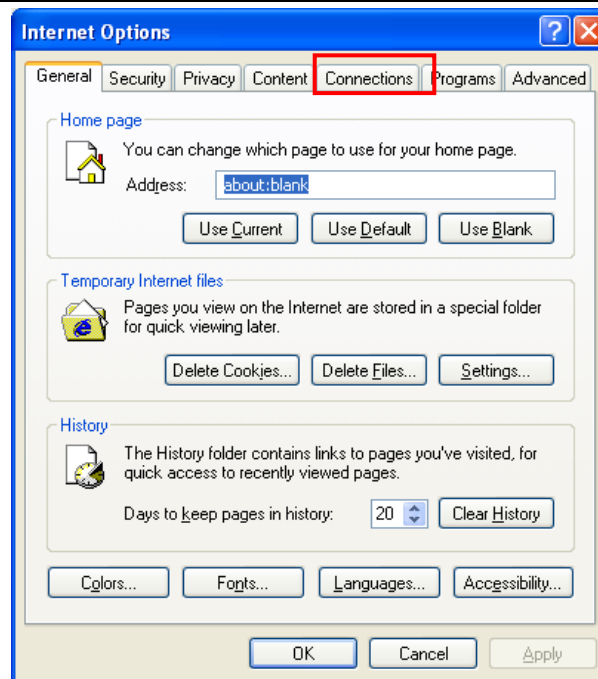 Internet Options
General Security Privacy Content Connections Programs Advanced
Home page
You can change which page to use for your home page.
Address: about:blank
Use Current Use Default Use Blank
Temporary Internet files
Pages you view on the Internet are stored in a special folder
for quick viewing later.
Delete Cookies... Delete Files... Settings...
History
The History folder contains links to pages you've visited, for
quick access to recently viewed pages.
Days to keep pages in history: 20 Clear History
Colors... Fonts... Languages... Accessibility...
OK Cancel Apply